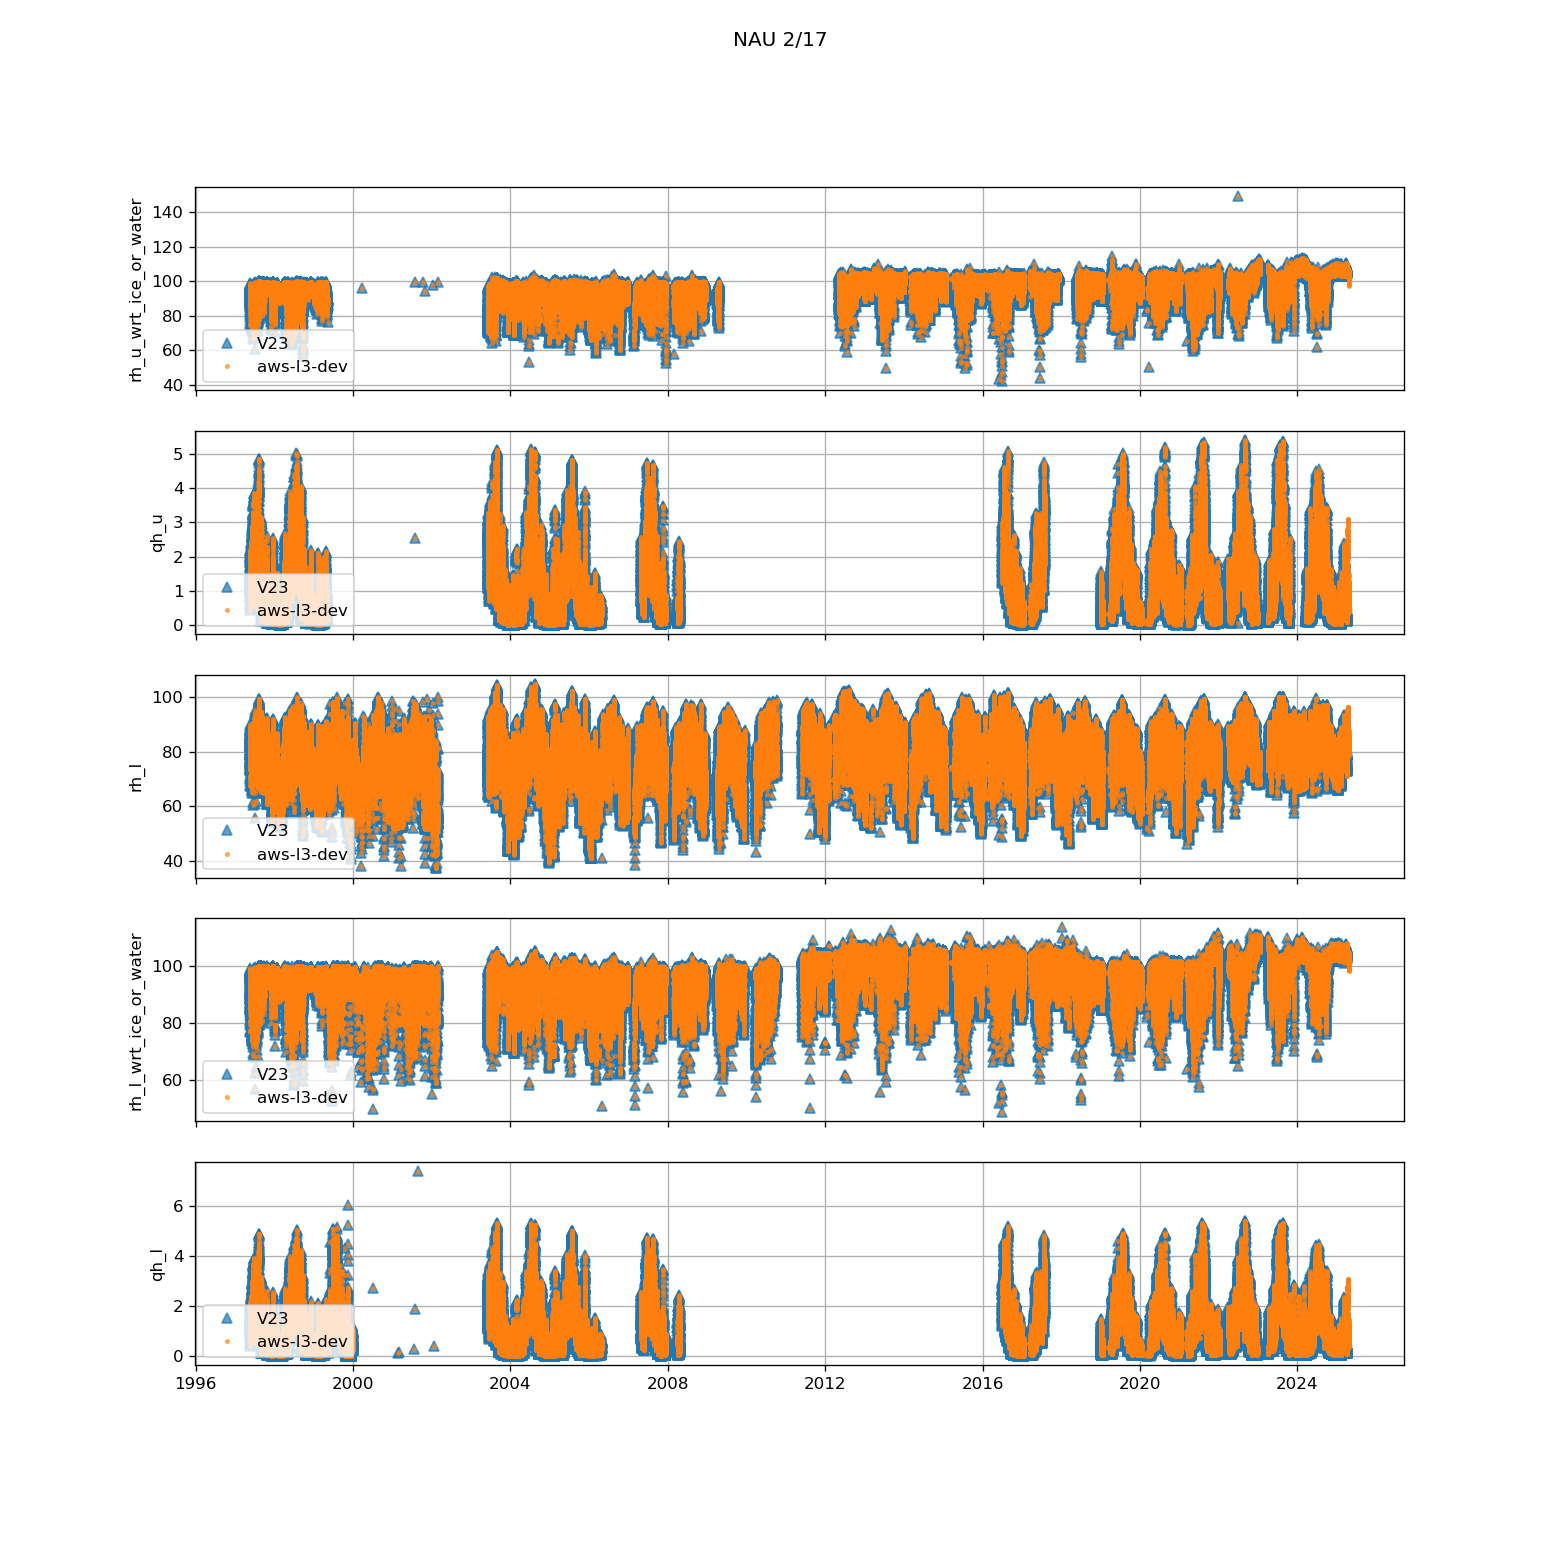 NAU 2/17
rh_u_wrt_ice_or_water
140
120
100
80
60
40
V23
aws-l3-dev
qh_u
5
4
3
2
1
0
V23
aws-l3-dev
rh_l
100
80
60
40
V23
aws-l3-dev
rh_l_wrt_ice_or_water
100
80
60
V23
aws-l3-dev
qh_l
6
4
2
0
V23
aws-l3-dev
1996 2000 2004 2008 2012 2016 2020 2024